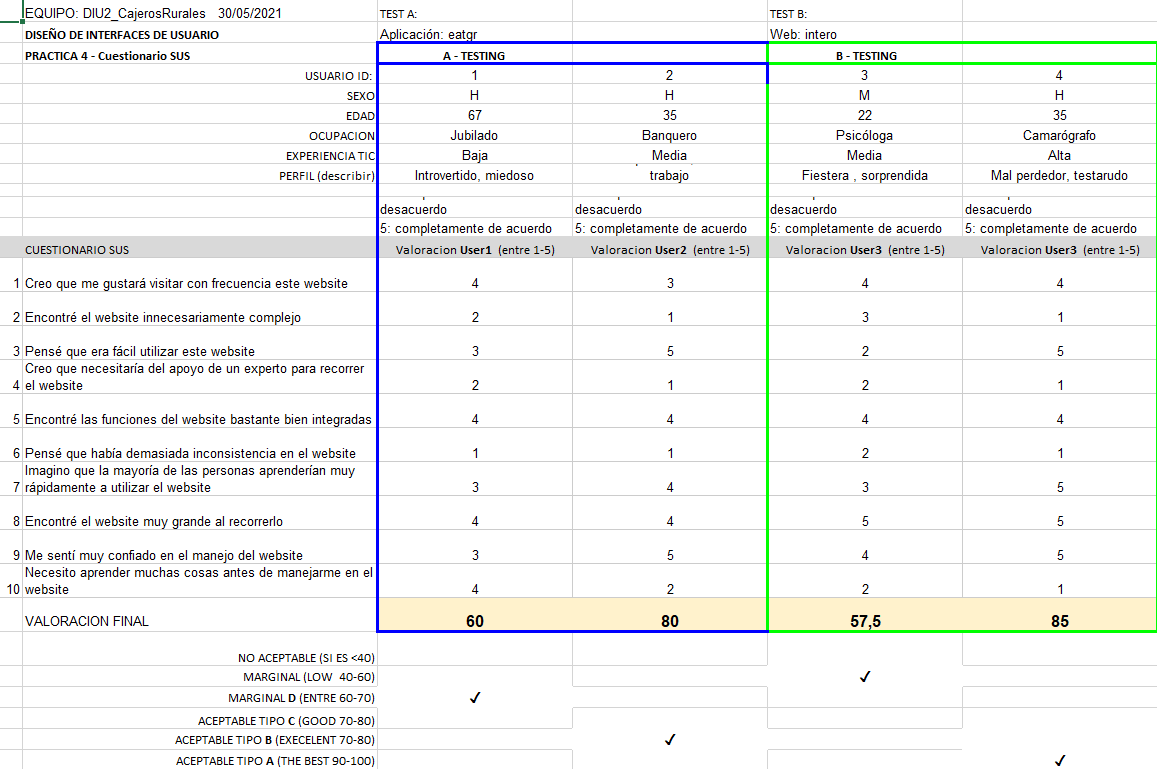 EQUIPO: DIU2_CajerosRurales 30/05/2021 TEST A: TEST B:
DISEÑO DE INTERFACES DE USUARIO Aplicación: eatgr Web: intero
PRACTICA 4 - Cuestionario SUS A - TESTING B - TESTING
USUARIO ID: 1 2 3 4
SEXO H H M H
EDAD 67 35 22 35
OCUPACION Jubilado Banquero Psicóloga Camarógrafo
EXPERIENCIA TIC Baja Media Media Alta
PERFIL (describir) Introvertido, miedoso trabajo Fiestera , sorprendida Mal perdedor, testarudo
desacuerdo desacuerdo desacuerdo desacuerdo
5: completamente de acuerdo 5: completamente de acuerdo 5: completamente de acuerdo 5: completamente de acuerdo
CUESTIONARIO SUS Valoracion User1 (entre 1-5) Valoracion User2 (entre 1-5) Valoracion User3 (entre 1-5) Valoracion User3 (entre 1-5)
1 Creo que me gustará visitar con frecuencia este website 4 3 4 4
2 Encontré el website innecesariamente complejo 2 1 3 1
3 Pensé que era fácil utilizar este website 3 5 2 5
Creo que necesitaría del apoyo de un experto para recorrer
4 el website 2 1 2 1
5 Encontré las funciones del website bastante bien integradas 4 4 4 4
6 Pensé que había demasiada inconsistencia en el website 1 1 2 1
Imagino que la mayoría de las personas aprenderían muy
7 rápidamente a utilizar el website 3 4 3 5
8 Encontré el website muy grande al recorrerlo 4 4 5 5
9 Me sentí muy confiado en el manejo del website 3 5 4 5
Necesito aprender muchas cosas antes de manejarme en el
10 website 4 2 2 1
VALORACION FINAL 60 80 57,5 85
NO ACEPTABLE (SI ES <40)
MARGINAL (LOW 40-60) ✓
MARGINAL D (ENTRE 60-70) ✓
ACEPTABLE TIPO C (GOOD 70-80)
ACEPTABLE TIPO B (EXECELENT 70-80) ✓
ACEPTABLE TIPO A (THE BEST 90-100) ✓